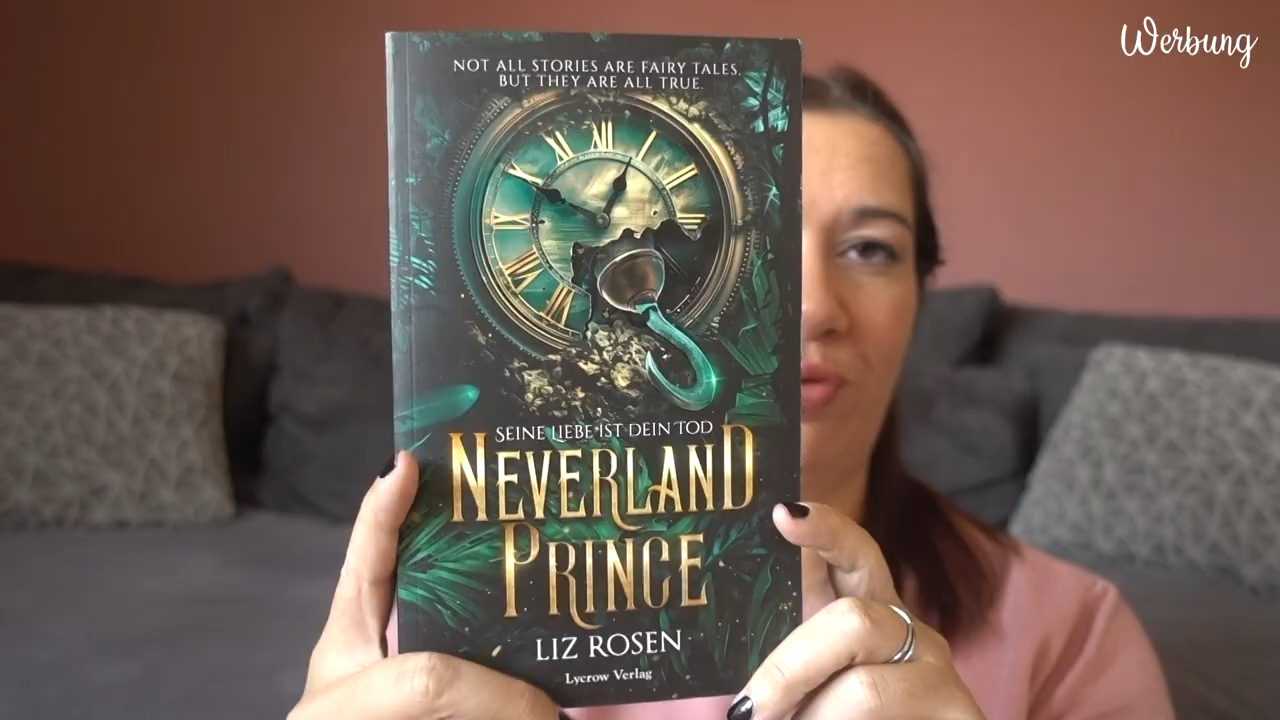 Werbung
NOT ALL STORIES ARE FAIRY TALES,
BUT THEY ARE ALL TRUE.
SEINE LIEBE IST DEIN TOD
NEVERLAND
PRINCE
LIZ ROSEN
Lycrow Verlag